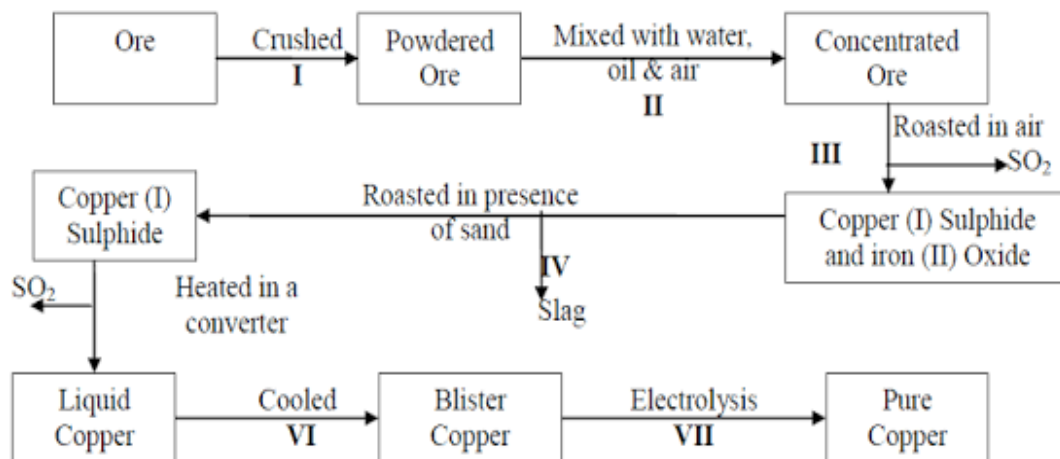 Ore
Crushed
I
Powdered
Ore
Mixed with water,
oil & air
II
Concentrated
Ore
Roasted in air
III
SO2
Copper (I) Sulphide
and iron (II) Oxide
Roasted in presence
of sand
IV
Slag
Copper (I)
Sulphide
SO2
Heated in a
converter
Liquid
Copper
Cooled
VI
Blister
Copper
Electrolysis
VII
Pure
Copper